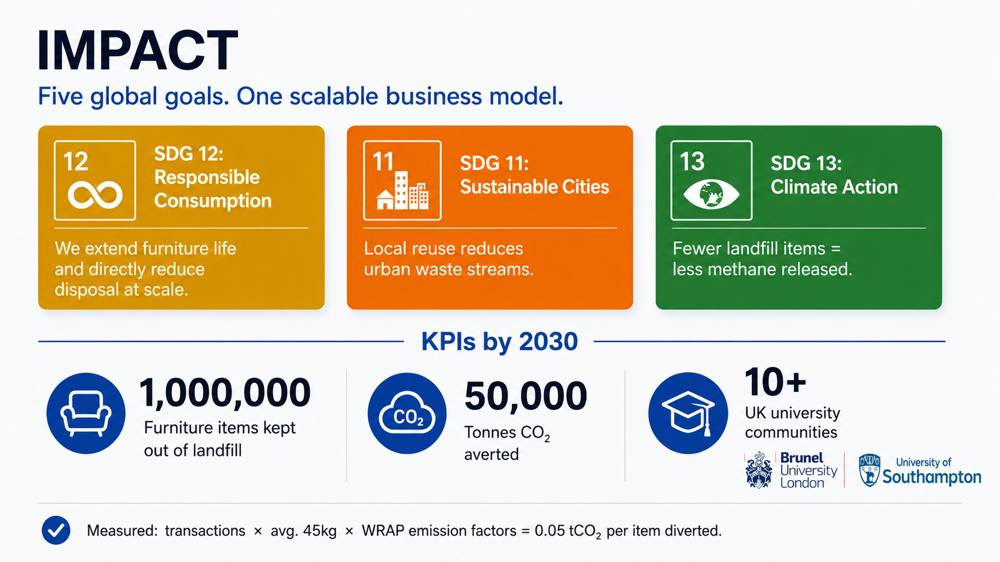 IMPACT
Five global goals. One scalable business model.
12
SDG 12:
Responsible
Consumption
We extend furniture life
and directly reduce
disposal at scale.
11
SDG 11:
Sustainable Cities
Local reuse reduces
urban waste streams.
13
SDG 13:
Climate Action
Fewer landfill items =
less methane released.
KPIs by 2030
1,000,000
Furniture items kept
out of landfill
CO₂
50,000
Tonnes CO₂
averted
10+
UK university
communities
Brunel
University
London
University of
Southampton
Measured: transactions × avg. 45kg × WRAP emission factors = 0.05 tCO₂ per item diverted.